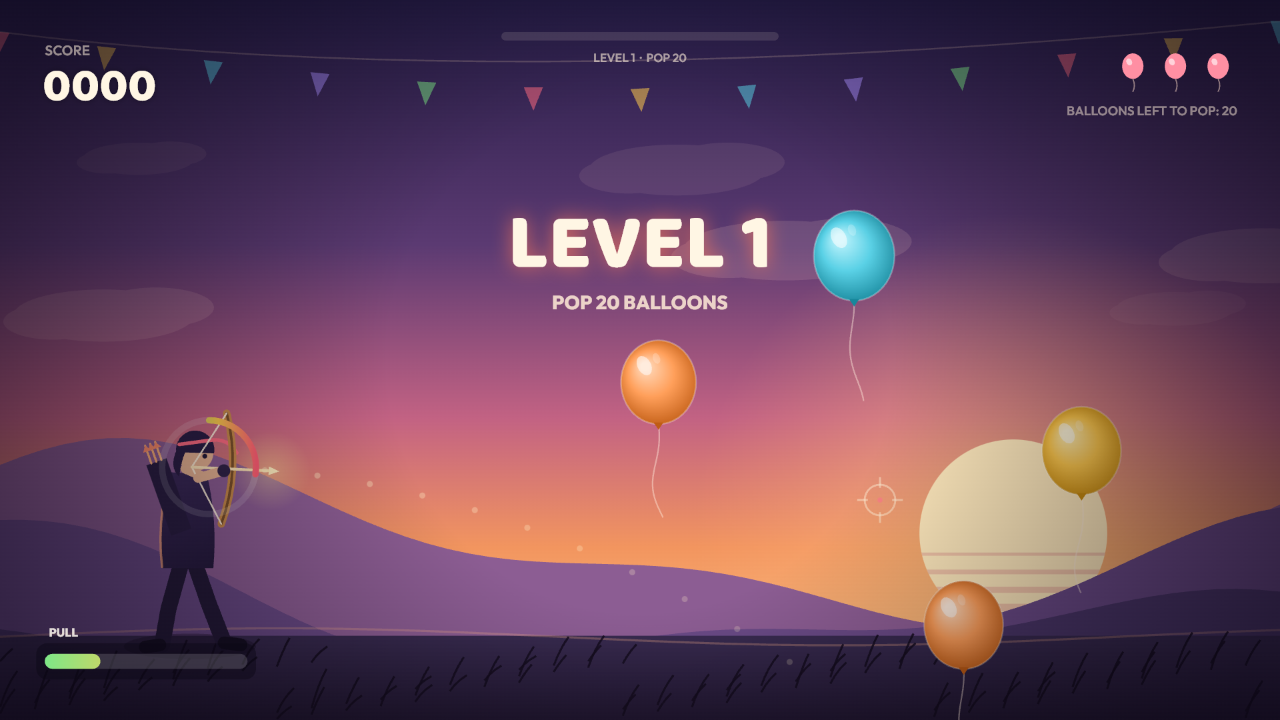 SCORE
0000
LEVEL 1 · POP 20
BALLOONS LEFT TO POP: 20
LEVEL 1
POP 20 BALLOONS
PULL